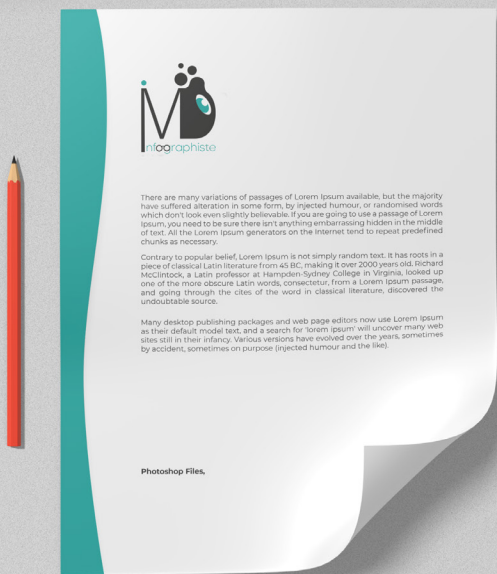 MD
infographiste
There are many variations of passages of Lorem Ipsum available, but the majority
have suffered alteration in some form, by injected humour, or randomised words
which don't look even slightly believable. If you are going to use a passage of Lorem
Ipsum, you need to be sure there isn't anything embarrassing hidden in the middle
of text. All the Lorem Ipsum generators on the Internet tend to repeat predefined
chunks as necessary.
Contrary to popular belief, Lorem Ipsum is not simply random text. It has roots in a
piece of classical Latin literature from 45 BC, making it over 2000 years old. Richard
McClintock, a Latin professor at Hampden-Sydney College in Virginia, looked up
one of the more obscure Latin words, consectetur, from a Lorem Ipsum passage,
and going through the cites of the word in classical literature, discovered the
undoubtable source.
Many desktop publishing packages and web page editors now use Lorem Ipsum
as their default model text, and a search for 'lorem ipsum' will uncover many web
sites still in their infancy. Various versions have evolved over the years, sometimes
by accident, sometimes on purpose (injected humour and the like).
Photoshop Files,